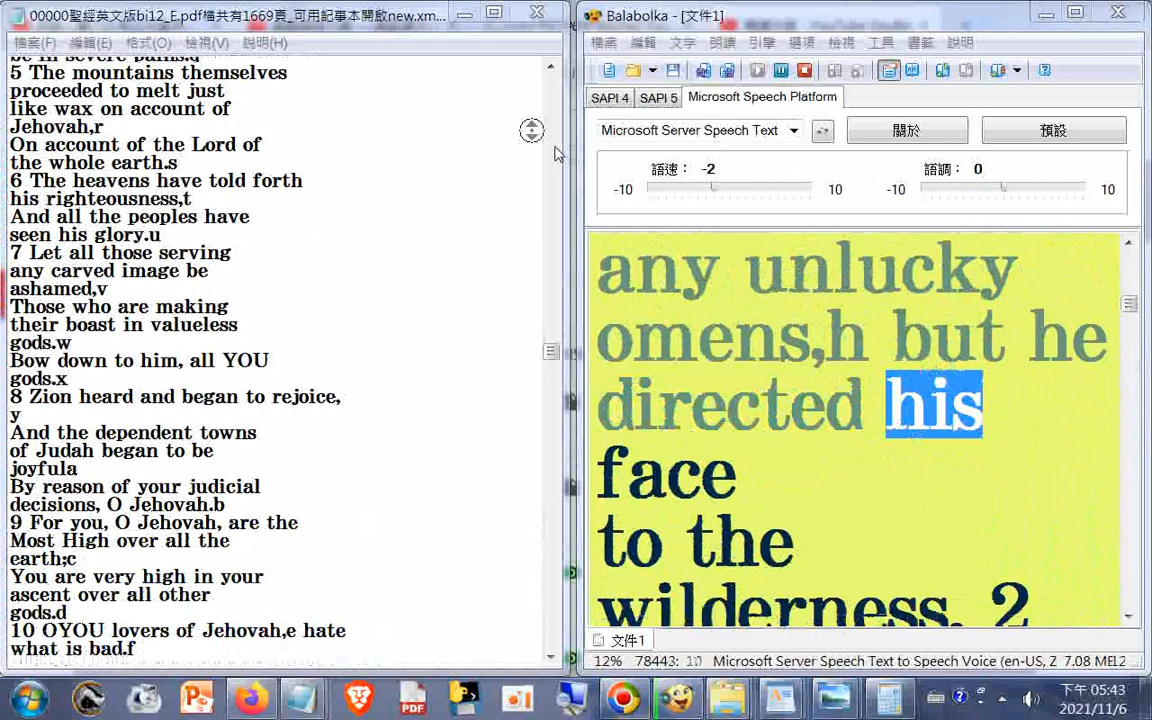 00000聖經英文版bi12_E.pdf檔共有1669頁_可用記事本開啟new.xm...
檔案(F) 編輯(E) 格式(O) 檢視(V) 說明(H)
be in severe pains.q
5 The mountains themselves
proceeded to melt just
like wax on account of
Jehovah,r
On account of the Lord of
the whole earth.s
6 The heavens have told forth
his righteousness,t
And all the peoples have
seen his glory.u
7 Let all those serving
any carved image be
ashamed,v
Those who are making
their boast in valueless
gods.w
Bow down to him, all YOU
gods.x
8 Zion heard and began to rejoice,
y
And the dependent towns
of Judah began to be
joyfula
By reason of your judicial
decisions, O Jehovah.b
9 For you, O Jehovah, are the
Most High over all the
earth;c
You are very high in your
ascent over all other
gods.d
10 OYOU lovers of Jehovah,e hate
what is bad.f
Balabolka - [文件1]
檔案 編輯 文字 朗讀 引擎 選項 檢視 工具 書籤 說明
SAPI 4 SAPI 5 Microsoft Speech Platform
Microsoft Server Speech Text 關於 預設
語速： -2 語調： 0
-10 10 -10 10
any unlucky
omens,h but he
directed his
face
to the
wilderness. 2
文件1
12% 78443: 10 Microsoft Server Speech Text to Speech Voice (en-US, Z 7.08 ME12
PDF
下午 05:43
2021/11/6